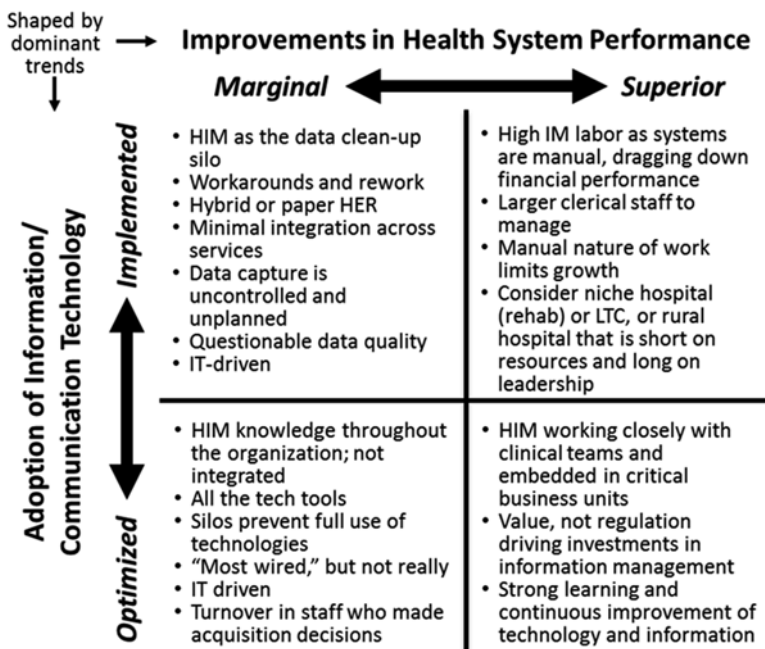 Shaped by
dominant
trends
Improvements in Health System Performance
Marginal
Superior
Adoption of Information/
Communication Technology
Implemented
Optimized
• HIM as the data clean-up
silo
• Workarounds and rework
• Hybrid or paper HER
• Minimal integration across
services
• Data capture is
uncontrolled and
unplanned
• Questionable data quality
• IT-driven
• High IM labor as systems
are manual, dragging down
financial performance
• Larger clerical staff to
manage
• Manual nature of work
limits growth
• Consider niche hospital
(rehab) or LTC, or rural
hospital that is short on
resources and long on
leadership
• HIM knowledge throughout
the organization; not
integrated
• All the tech tools
• Silos prevent full use of
technologies
• “Most wired,” but not really
• IT driven
• Turnover in staff who made
acquisition decisions
• HIM working closely with
clinical teams and
embedded in critical
business units
• Value, not regulation
driving investments in
information management
• Strong learning and
continuous improvement of
technology and information